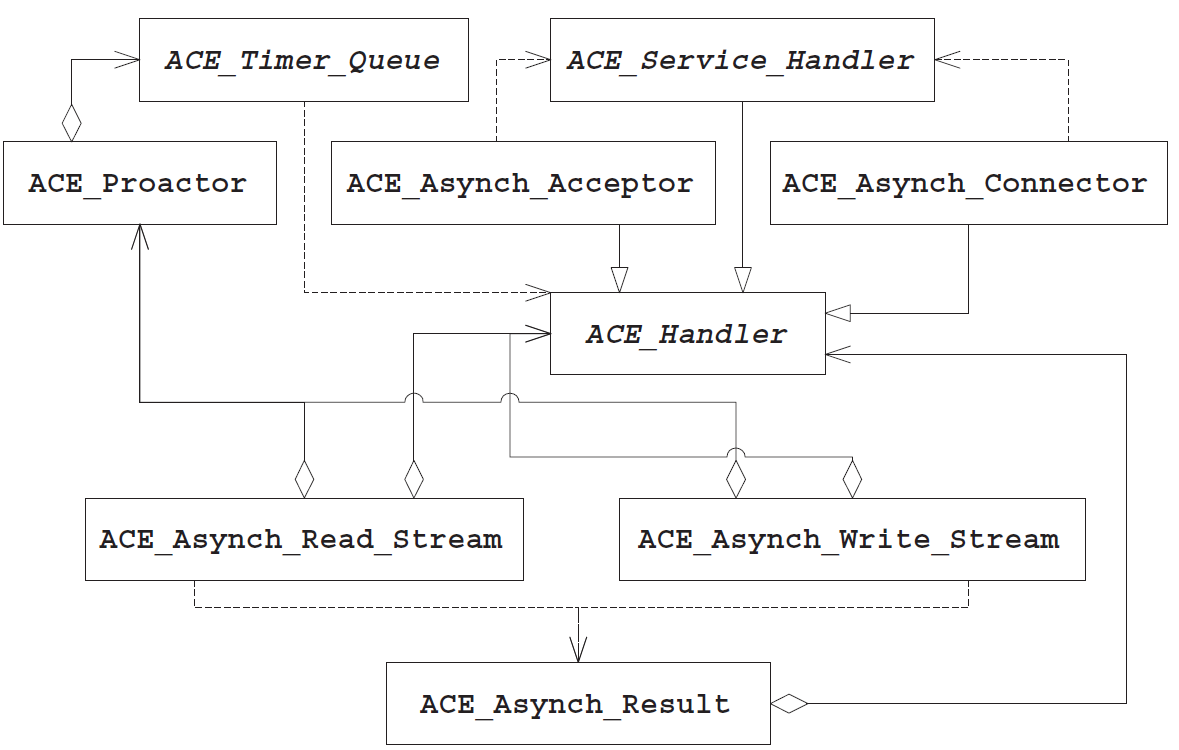 ACE_Timer_Queue
ACE_Service_Handler
ACE_Proactor
ACE_Asynch_Acceptor
ACE_Asynch_Connector
ACE_Handler
ACE_Asynch_Read_Stream
ACE_Asynch_Write_Stream
ACE_Asynch_Result